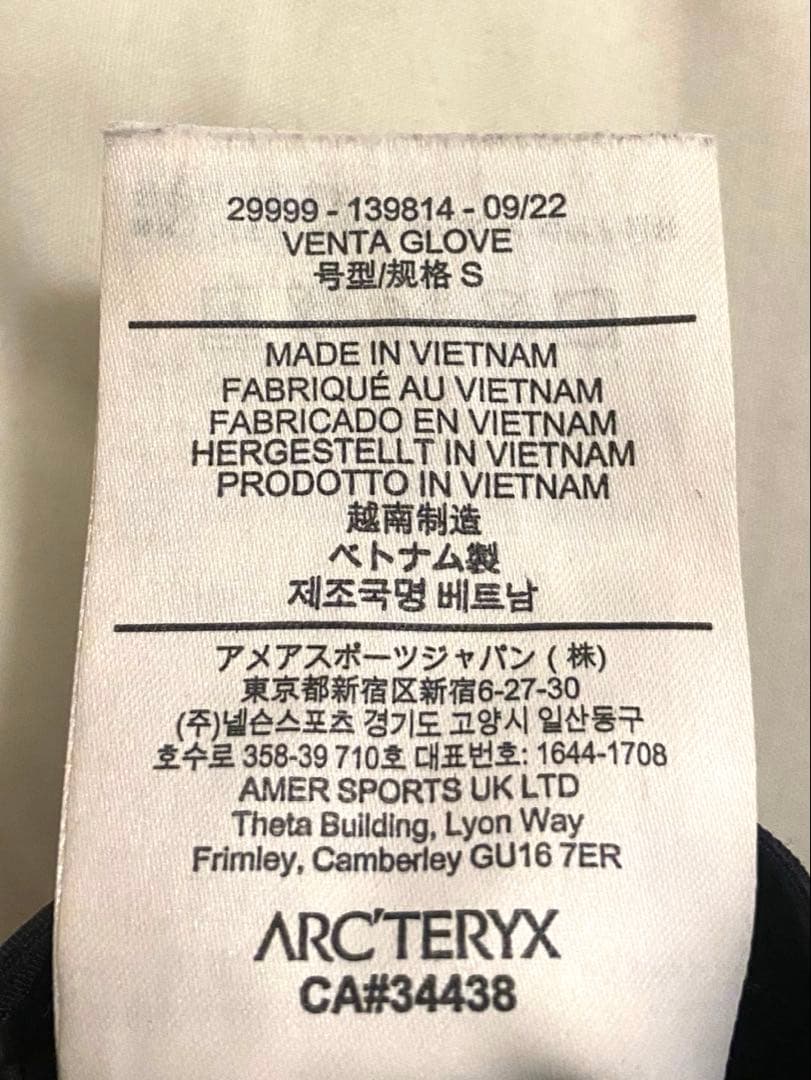 29999 - 139814 - 09/22
VENTA GLOVE
号型/规格 S
MADE IN VIETNAM
FABRIQUÉ AU VIETNAM
FABRICADO EN VIETNAM
HERGESTELLT IN VIETNAM
PRODOTTO IN VIETNAM
越南制造
ベトナム製
제조국명 베트남
アメアスポーツジャパン ( 株)
東京都新宿区新宿6-27-30
(주)넬슨스포츠 경기도 고양시 일산동구
호수로 358-39 710호 대표번호: 1644-1708
AMER SPORTS UK LTD
Theta Building, Lyon Way
Frimley, Camberley GU16 7ER
ARC'TERYX
CA#34438